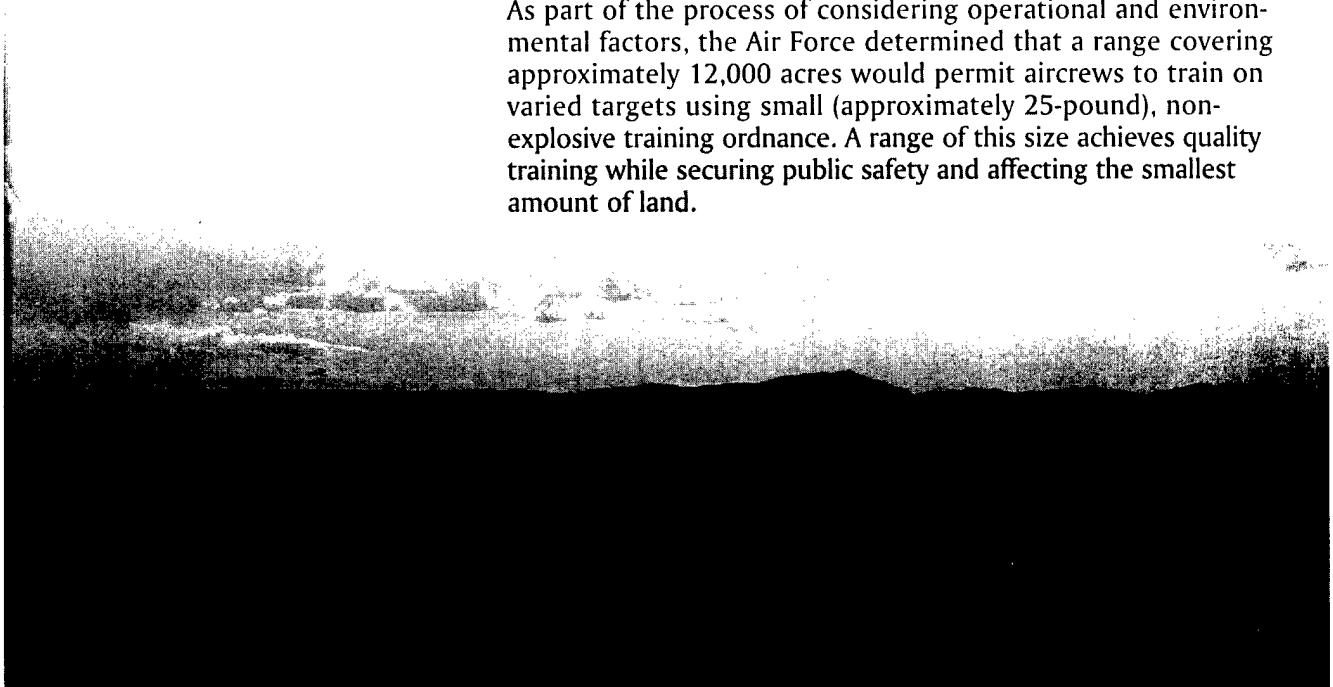 As part of the process of considering operational and environ-
mental factors, the Air Force determined that a range covering
approximately 12,000 acres would permit aircrews to train on
varied targets using small (approximately 25-pound), non-
explosive training ordnance. A range of this size achieves quality
training while securing public safety and affecting the smallest
amount of land.